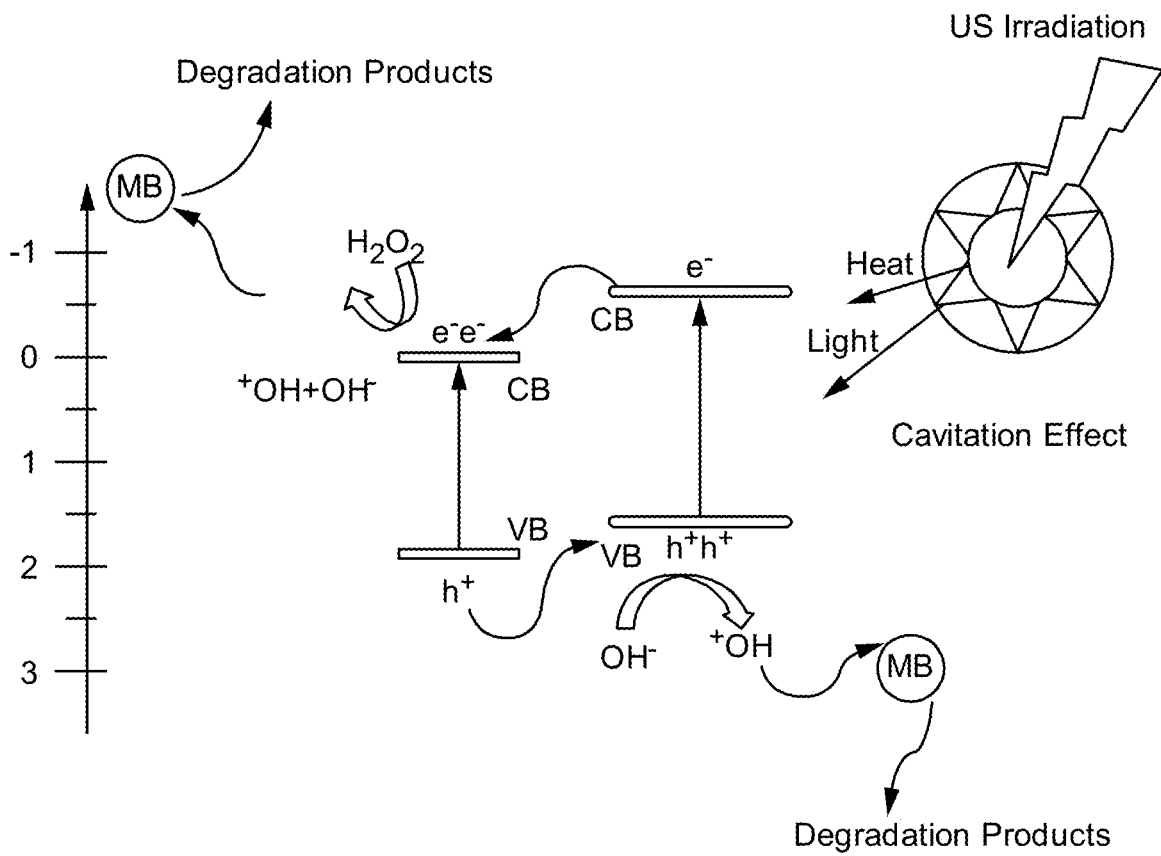 US Irradiation
Degradation Products
MB
-1
H₂O₂
e⁻
Heat
CB
Light
e⁻e⁻
0
⁺OH+OH⁻
CB
Cavitation Effect
1
VB
h⁺h⁺
VB
2
h⁺
OH⁻
⁺OH
MB
3
Degradation Products